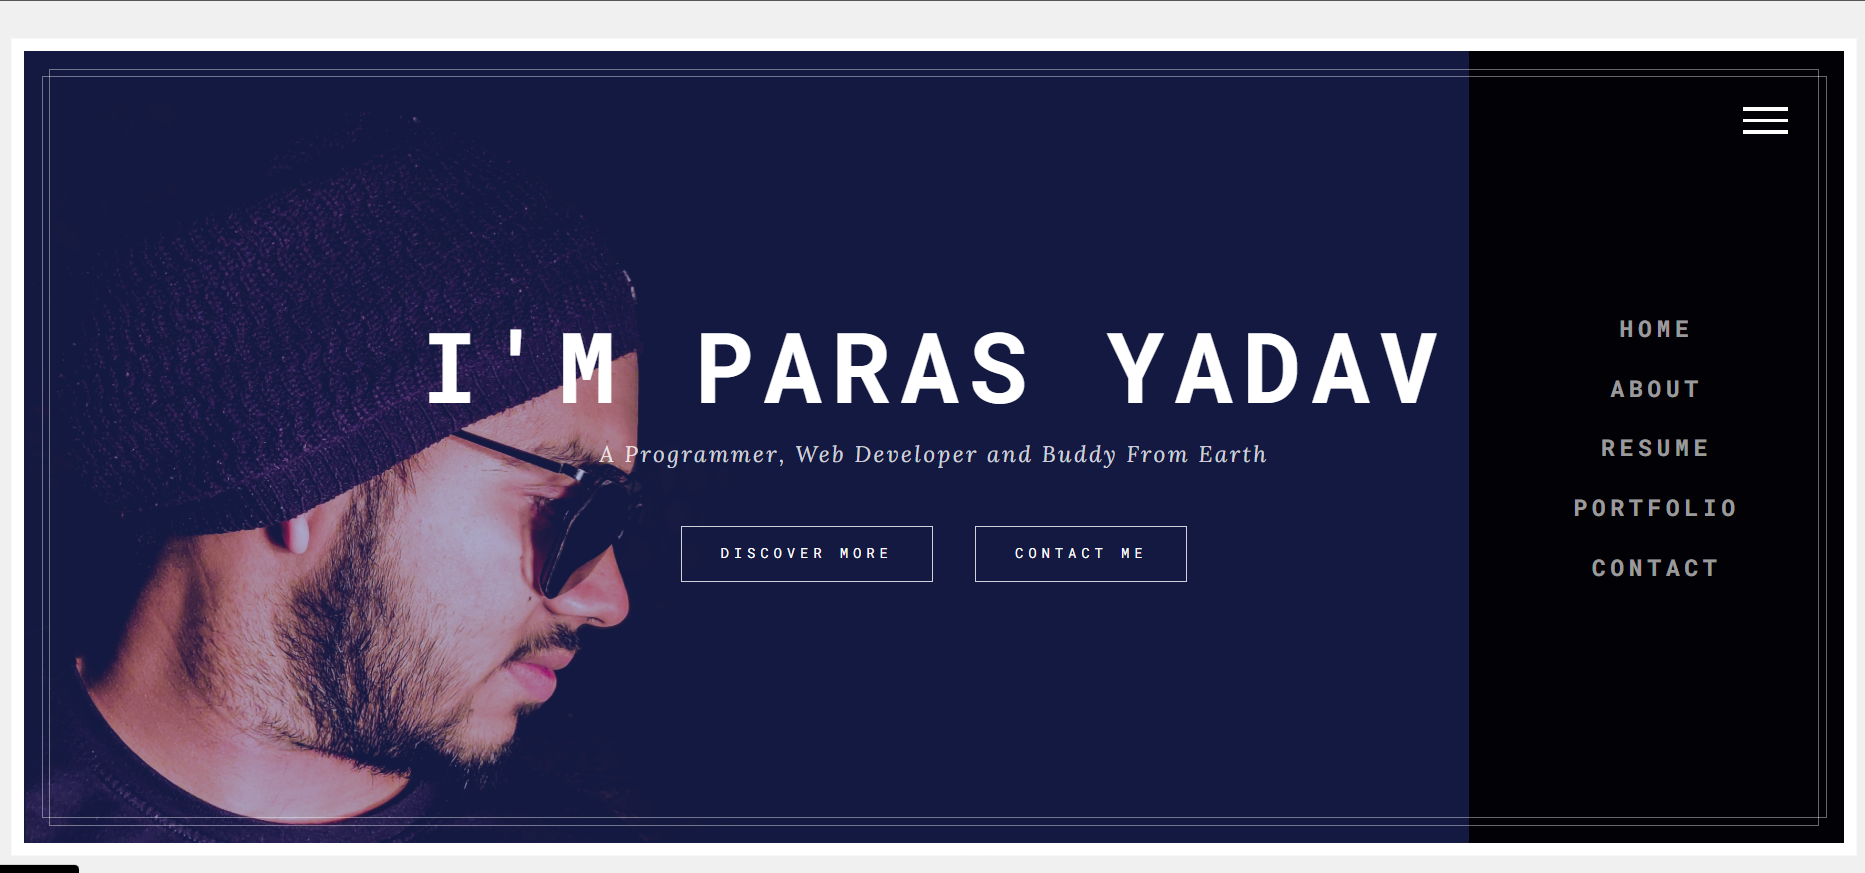 I'M PARAS YADAV
A Programmer, Web Developer and Buddy From Earth
DISCOVER MORE
CONTACT ME
HOME
ABOUT
RESUME
PORTFOLIO
CONTACT